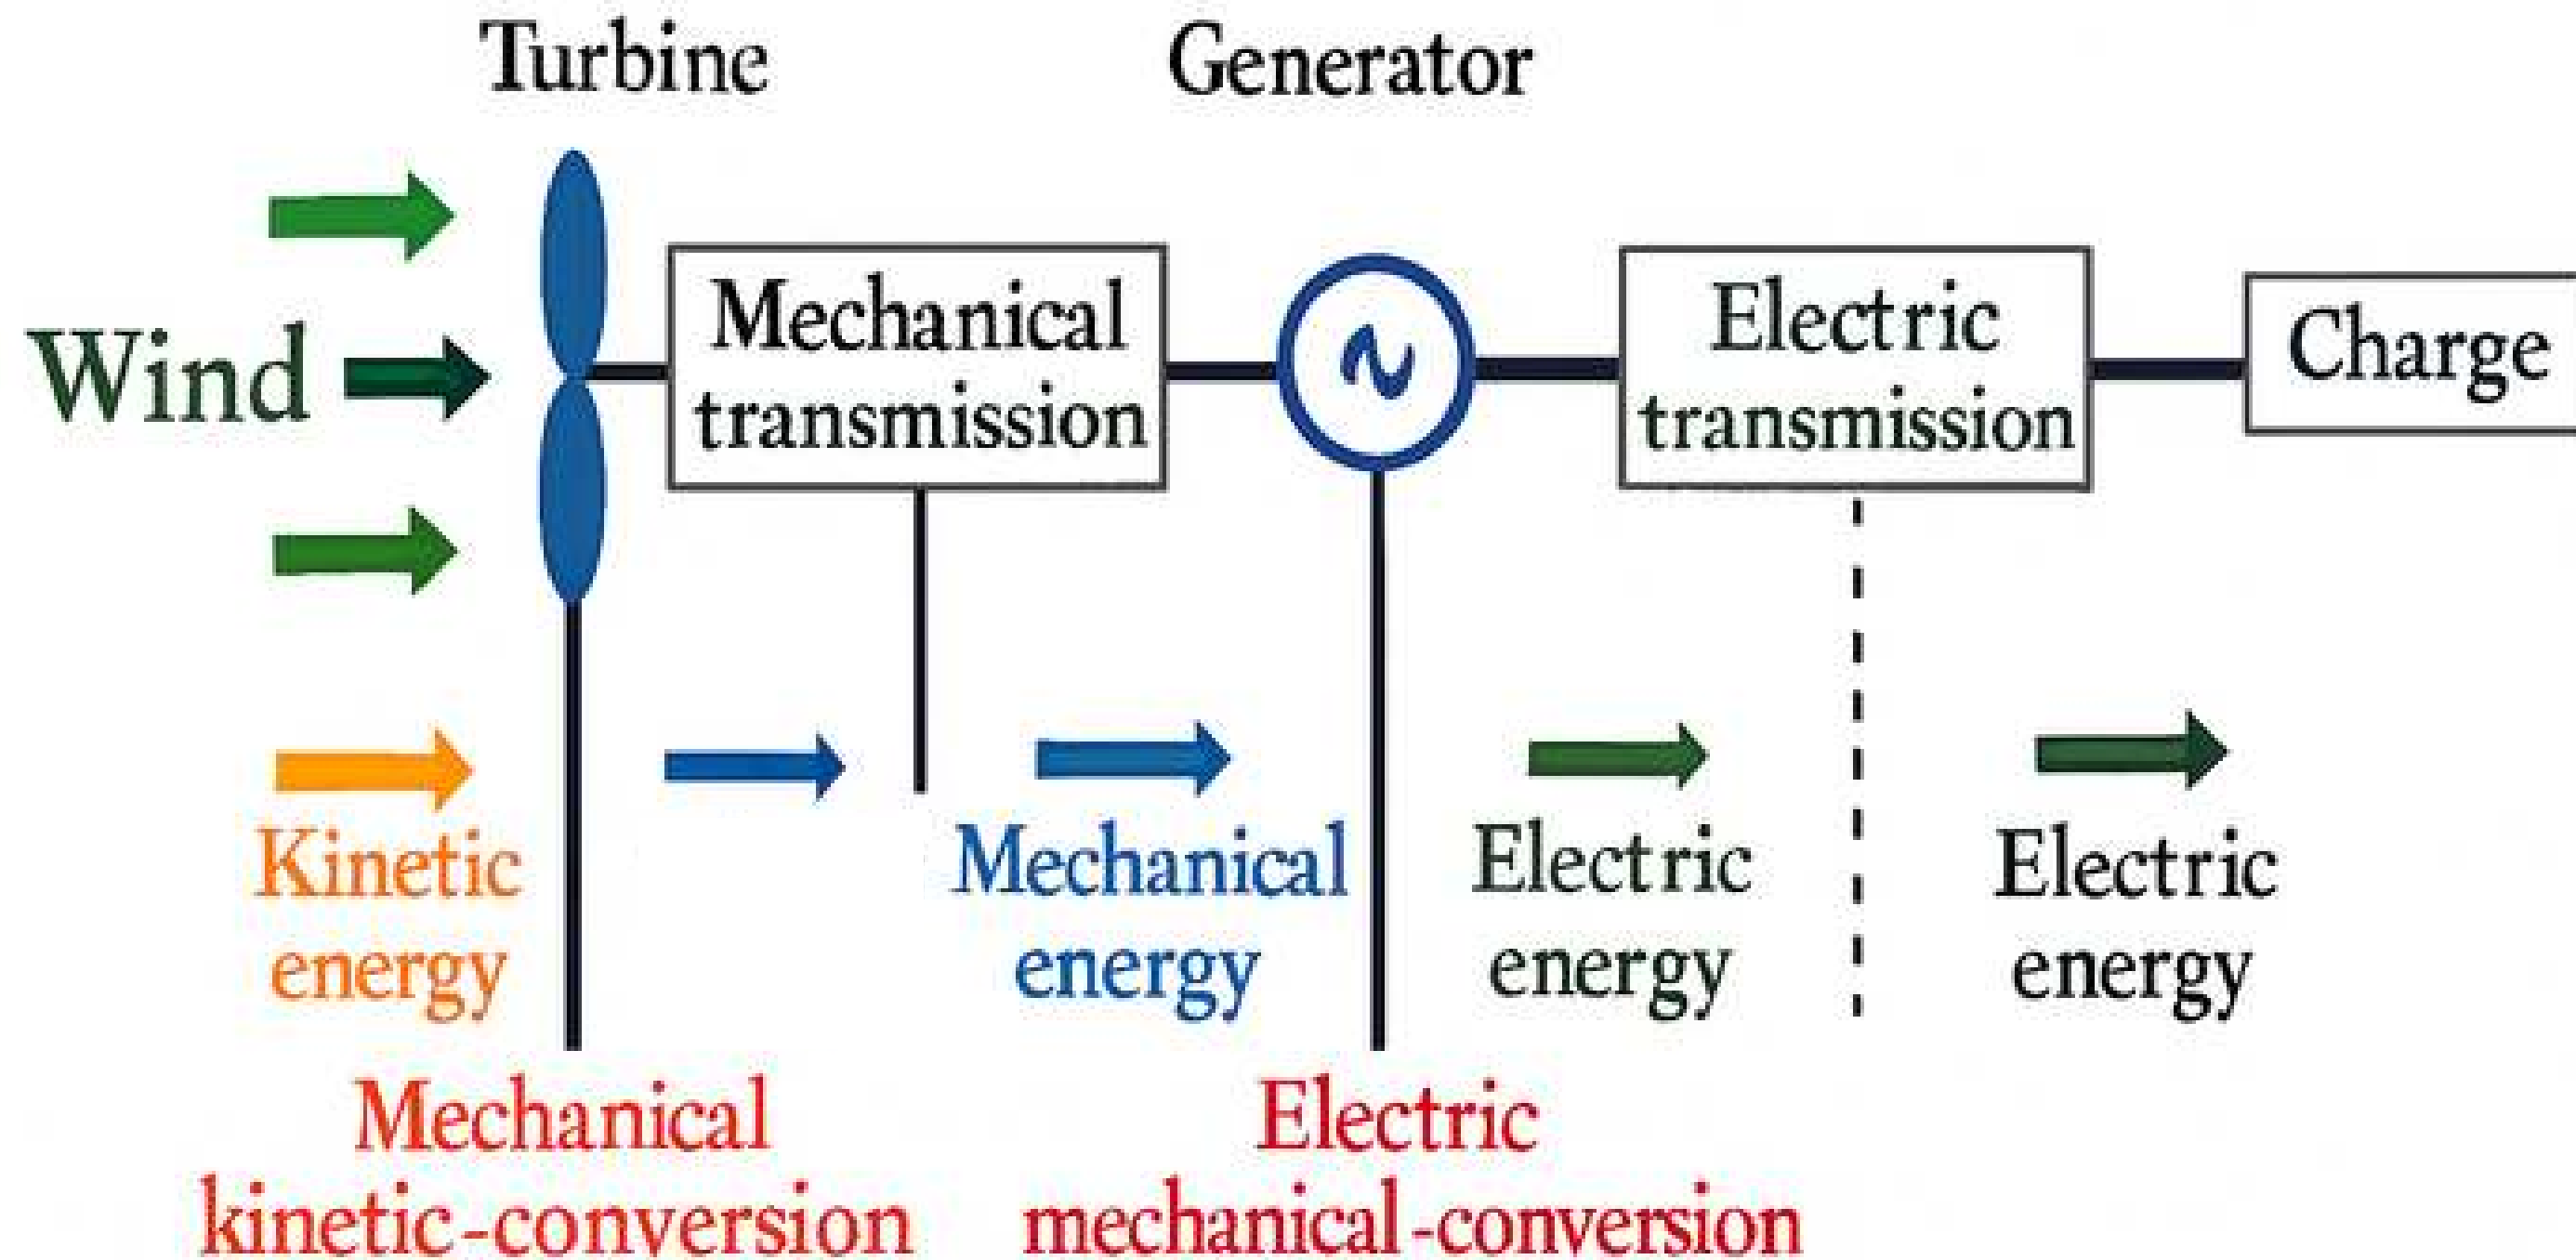 Turbine
Generator
Wind
Mechanical
transmission
~
Electric
transmission
Charge
Kinetic
energy
Mechanical
energy
Electric
energy
Electric
energy
Mechanical
kinetic-conversion
Electric
mechanical-conversion